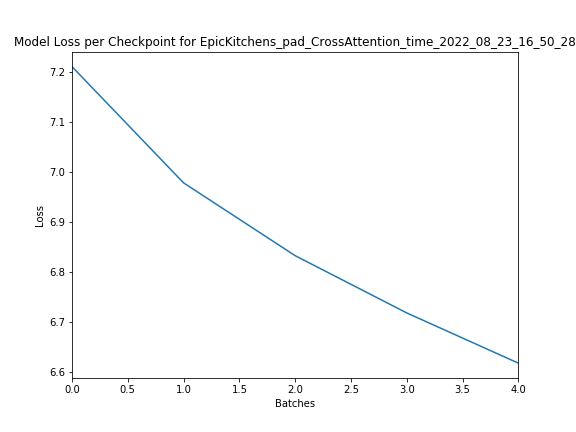 Model Loss per Checkpoint for EpicKitchens_pad_CrossAttention_time_2022_08_23_16_50_28
7.2
7.1
7.0
6.9
6.8
6.7
6.6
Loss
0.0 0.5 1.0 1.5 2.0 2.5 3.0 3.5 4.0
Batches